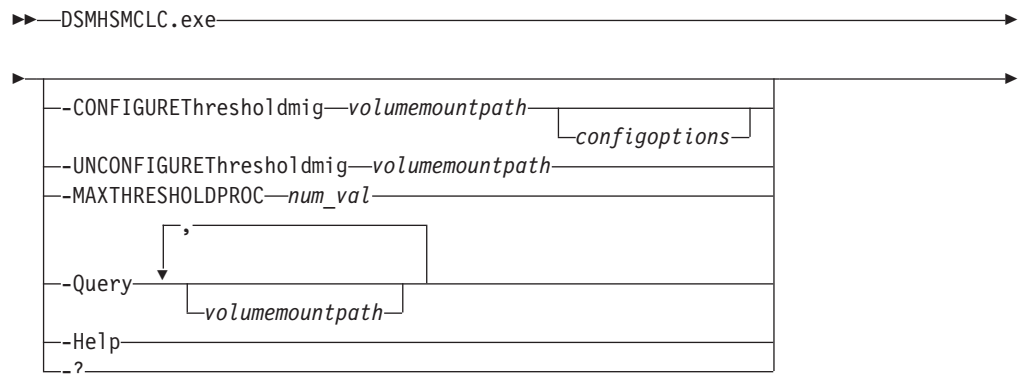 DSMHSMCLC.exe
-CONFIGUREThresholdmig volumemountpath
configoptions
-UNCONFIGUREThresholdmig volumemountpath
-MAXTHRESHOLDPROC num_val
,
-Query
volumemountpath
-Help
-?